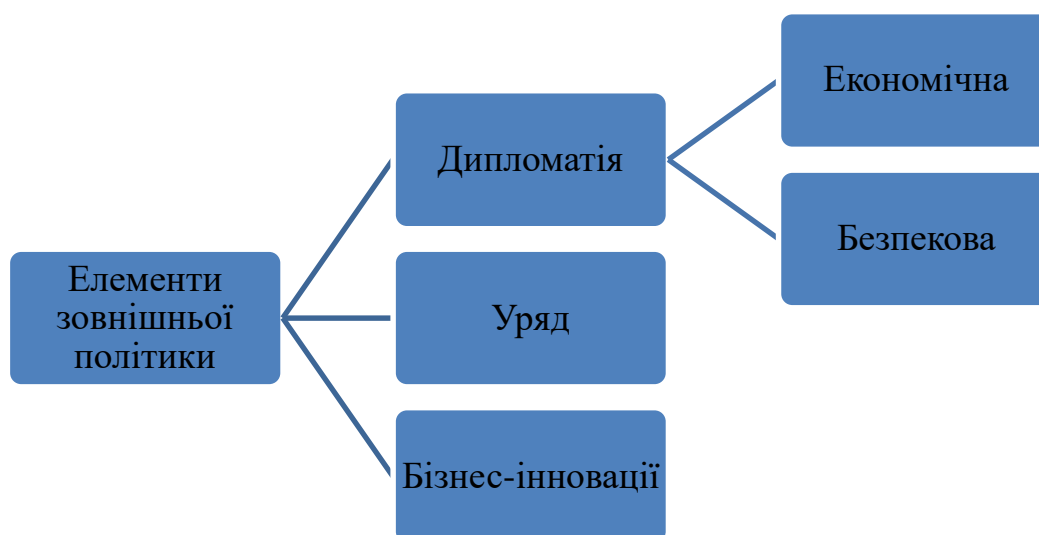 Елементи
зовнішньої
політики
Дипломатія
Уряд
Бізнес-інновації
Економічна
Безпекова